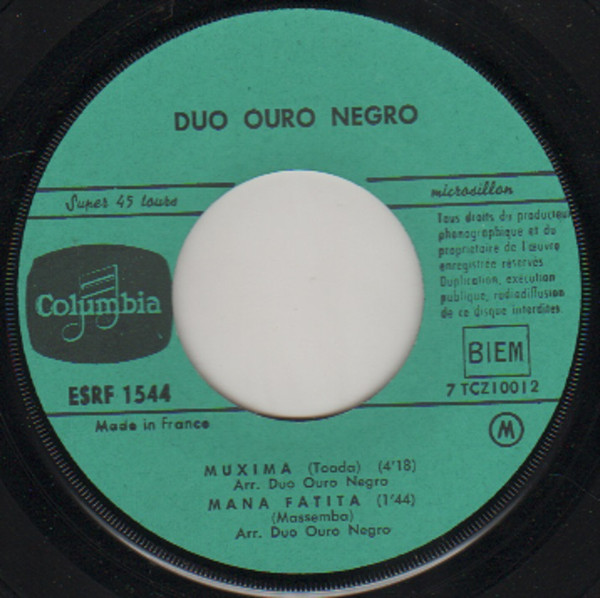 DUO OURO NEGRO
Super 45 tours
microsillon
Tous droits du producteur
phonographique et du
propriétaire de l'œuvre
enregistrée réservés
Duplication, exécution
publique, radiodiffusion
de ce disque interdites
Columbia
ESRF 1544
BIEM
7 TCZ10012
Made in France
M
MUXIMA (Toada) (4'18)
Arr. Duo Ouro Negro
MANA FATITA (1'44)
(Massemba)
Arr. Duo Ouro Negro